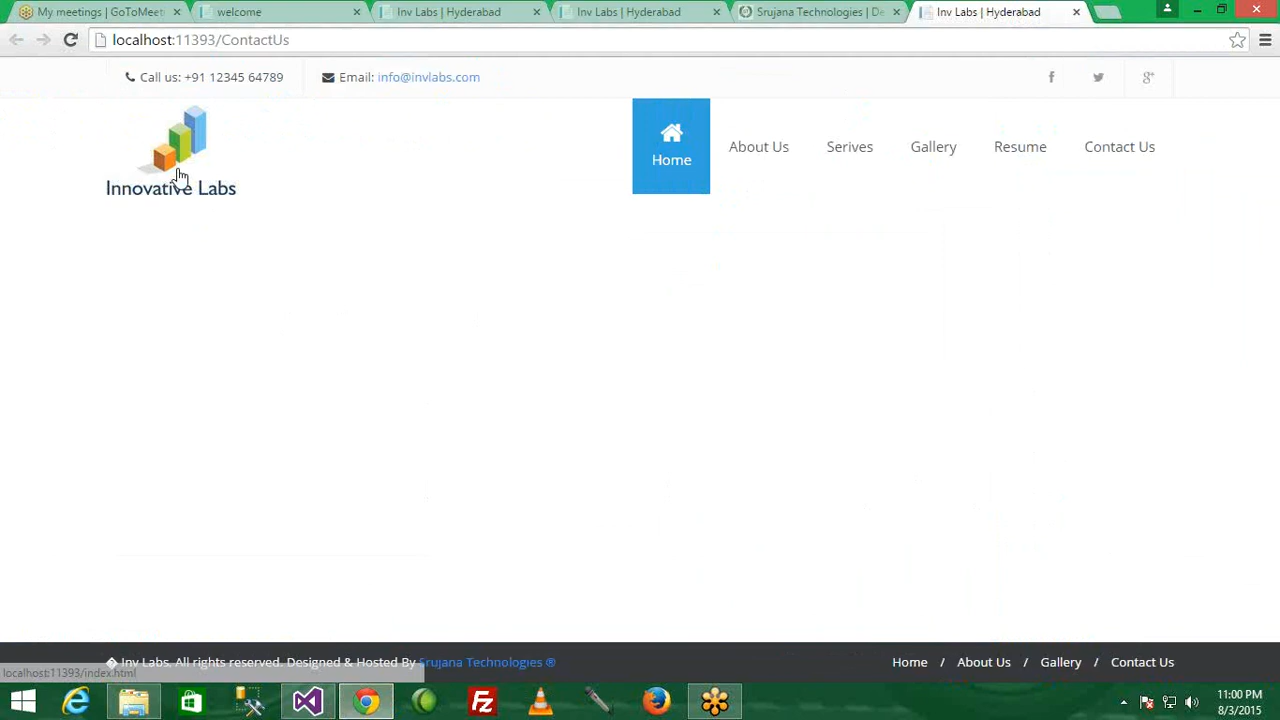 My meetings | GoToMeeti
welcome
Inv Labs | Hyderabad
Inv Labs | Hyderabad
Srujana Technologies | De
Inv Labs | Hyderabad
localhost:11393/ContactUs
Call us: +91 12345 64789
Email: info@invlabs.com
Home
About Us
Serives
Gallery
Resume
Contact Us
Innovative Labs
� Inv Labs. All rights reserved. Designed & Hosted By Srujana Technologies ®
Home / About Us / Gallery / Contact Us
localhost:11393/index.html
11:00 PM
8/3/2015